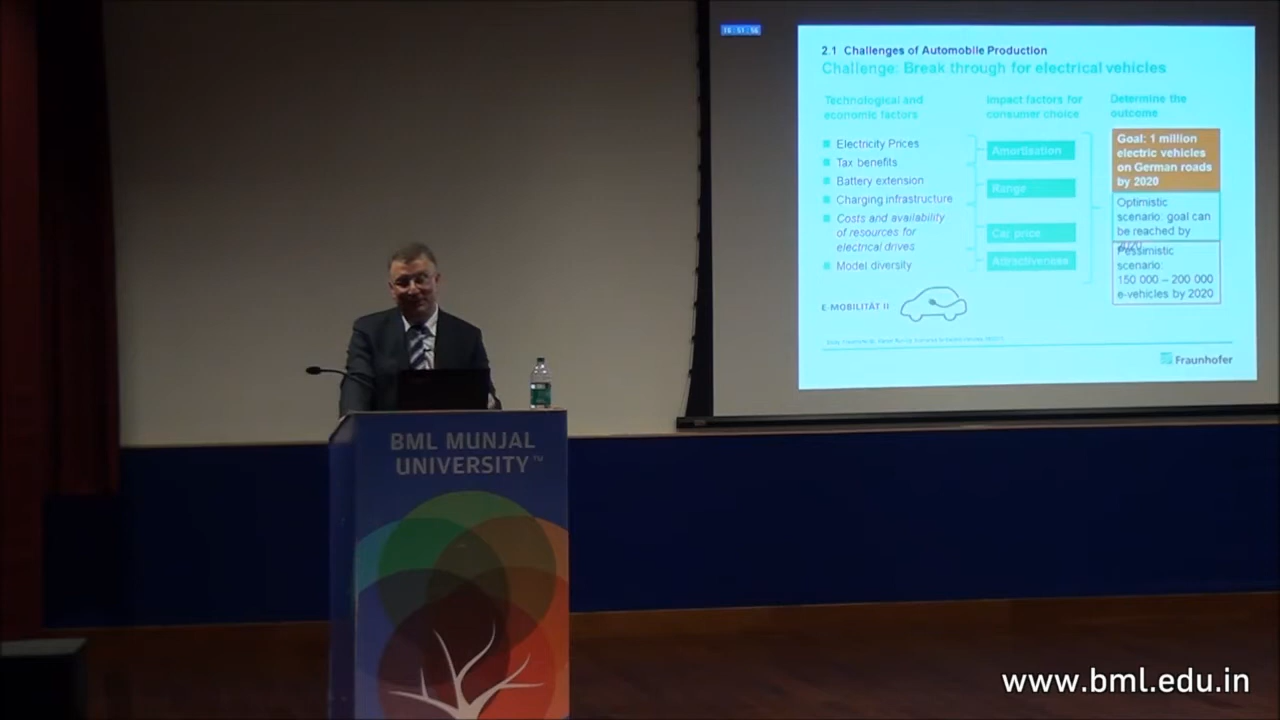 2.1 Challenges of Automobile Production
Challenge: Break through for electrical vehicles
Technological and
economic factors
Electricity Prices
Tax benefits
Battery extension
Charging infrastructure
Costs and availability
of resources for
electrical drives
Model diversity
Impact factors for
consumer choice
Amortisation
Range
Car price
Attractiveness
Determine the
outcome
Goal: 1 million
electric vehicles
on German roads
by 2020
Optimistic
scenario: goal can
be reached by
2020
Pessimistic
scenario:
150 000 – 200 000
e-vehicles by 2020
E-MOBILITÄT II
Fraunhofer
BML MUNJAL
UNIVERSITY™
www.bml.edu.in